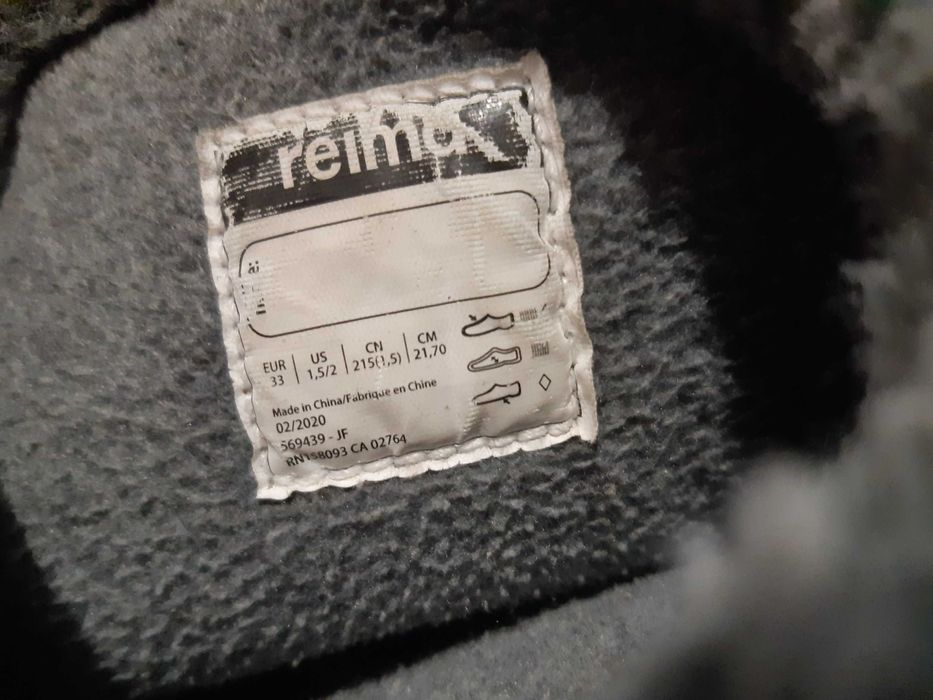 reima
EUR US CN CM
33 1,5/2 215(1,5) 21,70
Made in China/Fabrique en Chine
02/2020
569439 - JF
RN158093 CA 02764